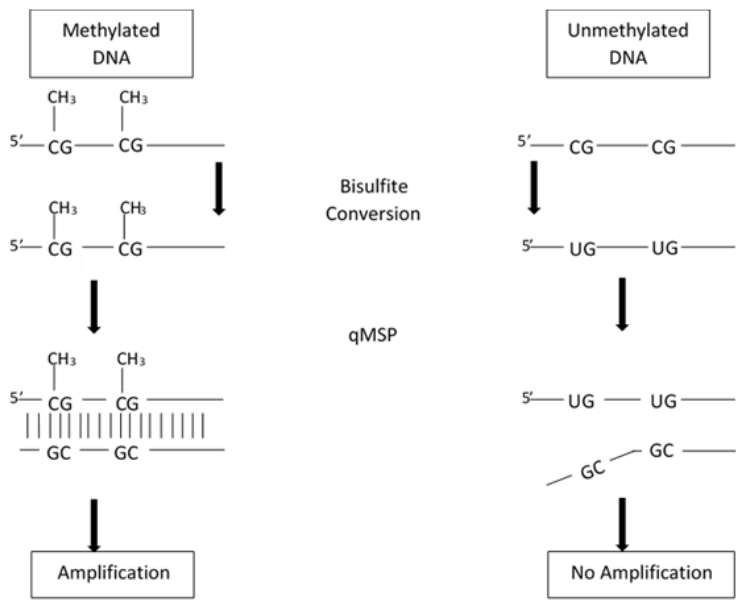 Methylated
DNA
Unmethylated
DNA
CH₃ CH₃
5′ CG CG
5′ CG CG
Bisulfite
Conversion
CH₃ CH₃
5′ CG CG
5′ UG UG
qMSP
CH₃ CH₃
5′ CG CG
GC GC
5′ UG UG
GC GC
Amplification
No Amplification